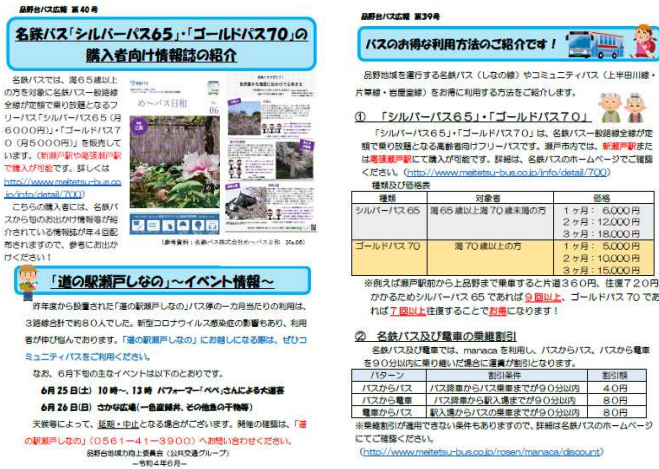 品野台バス広報 第40号
名鉄バス「シルバーパス65」・「ゴールドパス70」の
購入者向け情報誌の紹介
名鉄バスでは、満65歳以上
の方を対象に名鉄バス一般路線
全線が定額で乗り放題となるフ
リーパス「シルバーパス65（月
6000円）」・「ゴールドパス7
0（月5000円）」を販売して
います。（新瀬戸駅や尾張瀬戸駅
で購入が可能です。詳しくは
http://www.meitetsu-bus.co
.jp/info/detail/700）
こちらの購入者には、名鉄バ
スから旬のお出かけ情報等が紹
介されている情報誌が年4回配
布されますので、参考にお出か
けください！
め〜バス日和
06
（参考資料：名鉄バス株式会社め〜バス日和 No.06）
「道の駅瀬戸しなの」〜イベント情報〜
昨年度から設置された「道の駅瀬戸しなの」バス停の一カ月当たりの利用は、
3路線合計で約80人でした。新型コロナウイルス感染症の影響もあり、利用
者が伸び悩んでおります。「道の駅瀬戸しなの」にお越しになる際は、ぜひコ
ミュニティバスをご利用ください。
なお、6月下旬の主なイベントは以下のとおりです。
6月25日(土) 10時〜、13時 パフォーマー「ペペ」さんによる大道芸
6月26日(日) さかな広場（一色産鰻丼、その他魚の干物等）
天候等によって、延期・中止となる場合がございます。開催の確認は、「道
の駅瀬戸しなの」（0561－41－3900）へお問い合わせください。
品野台地域力向上委員会（公共交通グループ）
－令和4年6月－
品野台バス広報 第39号
バスのお得な利用方法のご紹介です！
品野地域を運行する名鉄バス（しなの線）やコミュニティバス（上半田川線・
片草線・岩屋堂線）をお得に利用する方法をご紹介します。
① 「シルバーパス65」・「ゴールドパス70」
「シルバーパス65」・「ゴールドパス70」は、名鉄バス一般路線全線が定
額で乗り放題となる高齢者向けフリーパスです。瀬戸市内では、新瀬戸駅また
は尾張瀬戸駅にて購入が可能です。詳細は、名鉄バスのホームページでご確認
ください。（http://www.meitetsu-bus.co.jp/info/detail/700）
種類及び価格表
種類 対象者 価格
シルバーパス65 満65歳以上満70歳未満の方 1ヶ月： 6,000円
2ヶ月：12,000円
3ヶ月：18,000円
ゴールドパス70 満70歳以上の方 1ヶ月： 5,000円
2ヶ月：10,000円
3ヶ月：15,000円
※例えば瀬戸駅前から上品野まで乗車すると片道360円、往復720円
かかるためシルバーパス65であれば9回以上、ゴールドパス70であ
れば7回以上往復することでお得になります！
② 名鉄バス及び電車の乗継割引
名鉄バス及び電車では、manacaを利用し、バスからバス、バスから電車
を90分以内に乗り継いだ場合に運賃が割引となります。
パターン 割引条件 割引額
バスからバス バス降車からバス乗車までが90分以内 40円
バスから電車 バス降車から駅入場までが90分以内 80円
電車からバス 駅入場からバスの乗車までが90分以内 80円
※乗継割引が適用できない条件もありますので、詳細は名鉄バスのホームページ
にてご確認ください。
（http://www.meitetsu-bus.co.jp/rosen/manaca/discount）